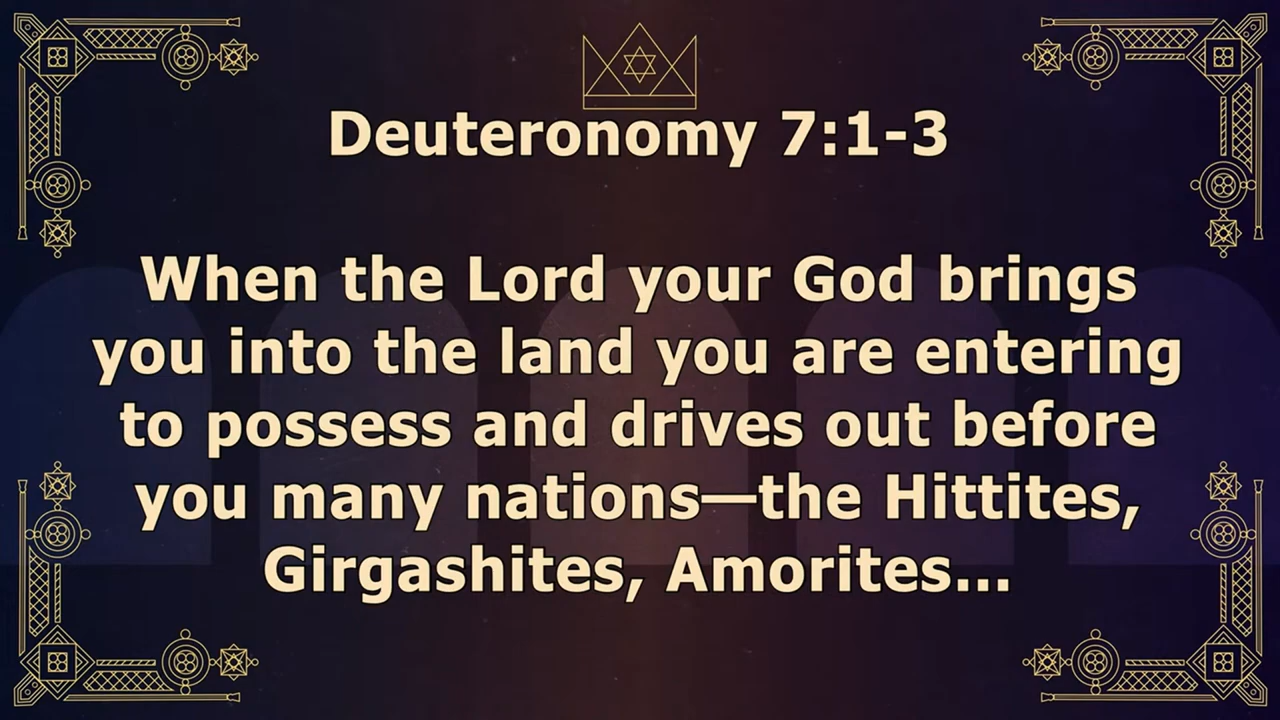 Deuteronomy 7:1-3
When the Lord your God brings
you into the land you are entering
to possess and drives out before
you many nations—the Hittites,
Girgashites, Amorites...